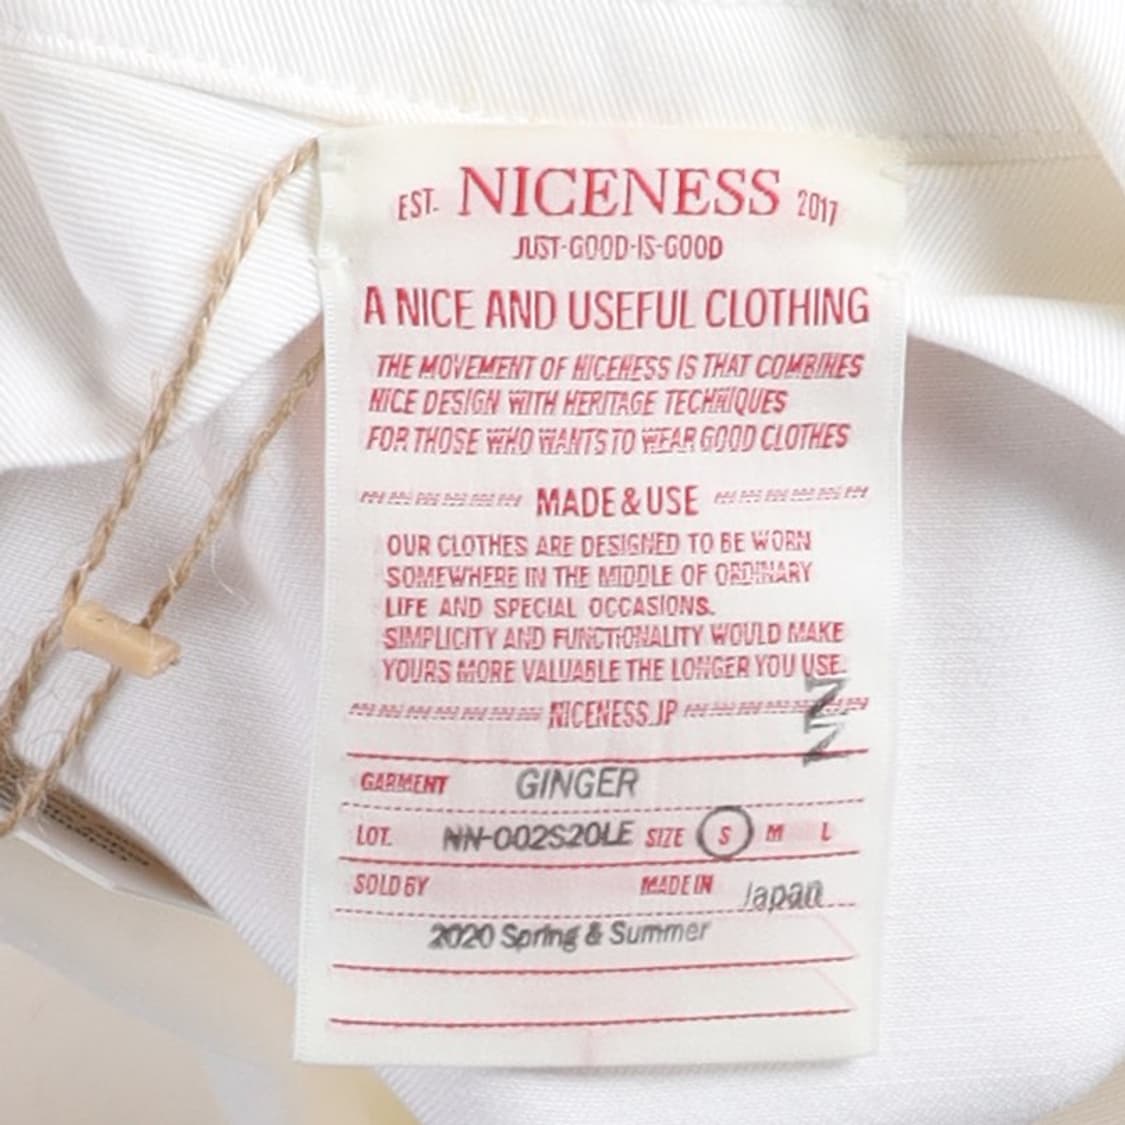 EST. NICENESS 2017
JUST-GOOD-IS-GOOD
A NICE AND USEFUL CLOTHING
THE MOVEMENT OF NICENESS IS THAT COMBINES
NICE DESIGN WITH HERITAGE TECHNIQUES
FOR THOSE WHO WANTS TO WEAR GOOD CLOTHES
MADE & USE
OUR CLOTHES ARE DESIGNED TO BE WORN
SOMEWHERE IN THE MIDDLE OF ORDINARY
LIFE AND SPECIAL OCCASIONS.
SIMPLICITY AND FUNCTIONALITY WOULD MAKE
YOURS MORE VALUABLE THE LONGER YOU USE.
NICENESS.JP
NN
GARMENT GINGER
LOT. NN-002S20LE SIZE S M L
SOLD BY MADE IN Japan
2020 Spring & Summer